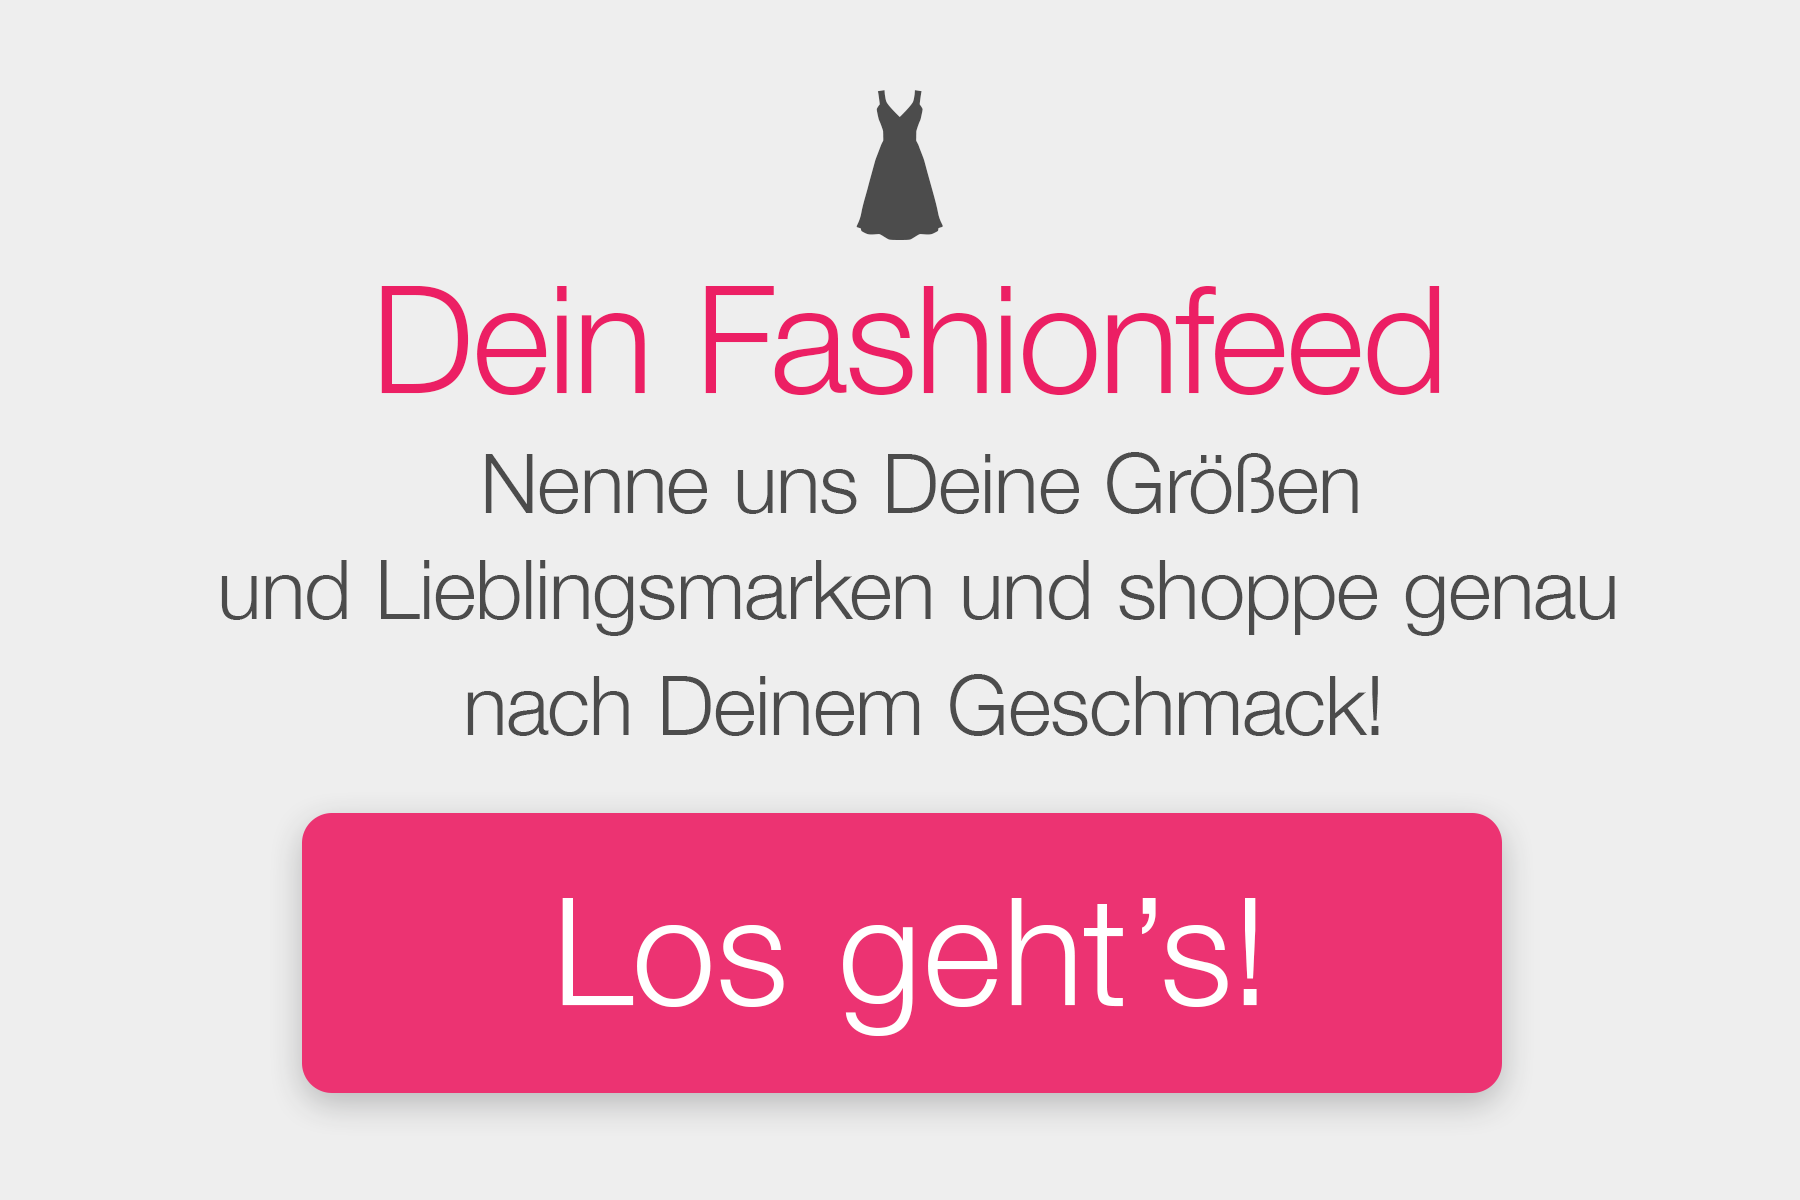 Dein Fashionfeed
Nenne uns Deine Größen
und Lieblingsmarken und shoppe genau
nach Deinem Geschmack!
Los geht’s!